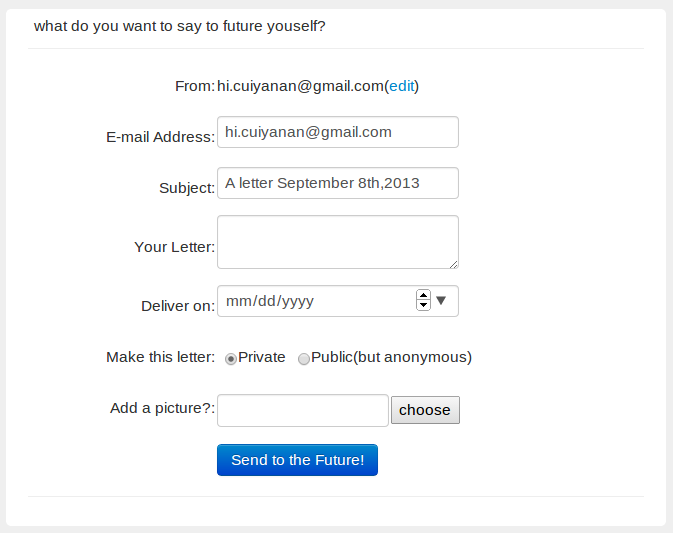 what do you want to say to future youself?
From:hi.cuiyanan@gmail.com(edit)
E-mail Address: hi.cuiyanan@gmail.com
Subject: A letter September 8th,2013
Your Letter:
Deliver on: mm/dd/yyyy
Make this letter: Private Public(but anonymous)
Add a picture?: choose
Send to the Future!